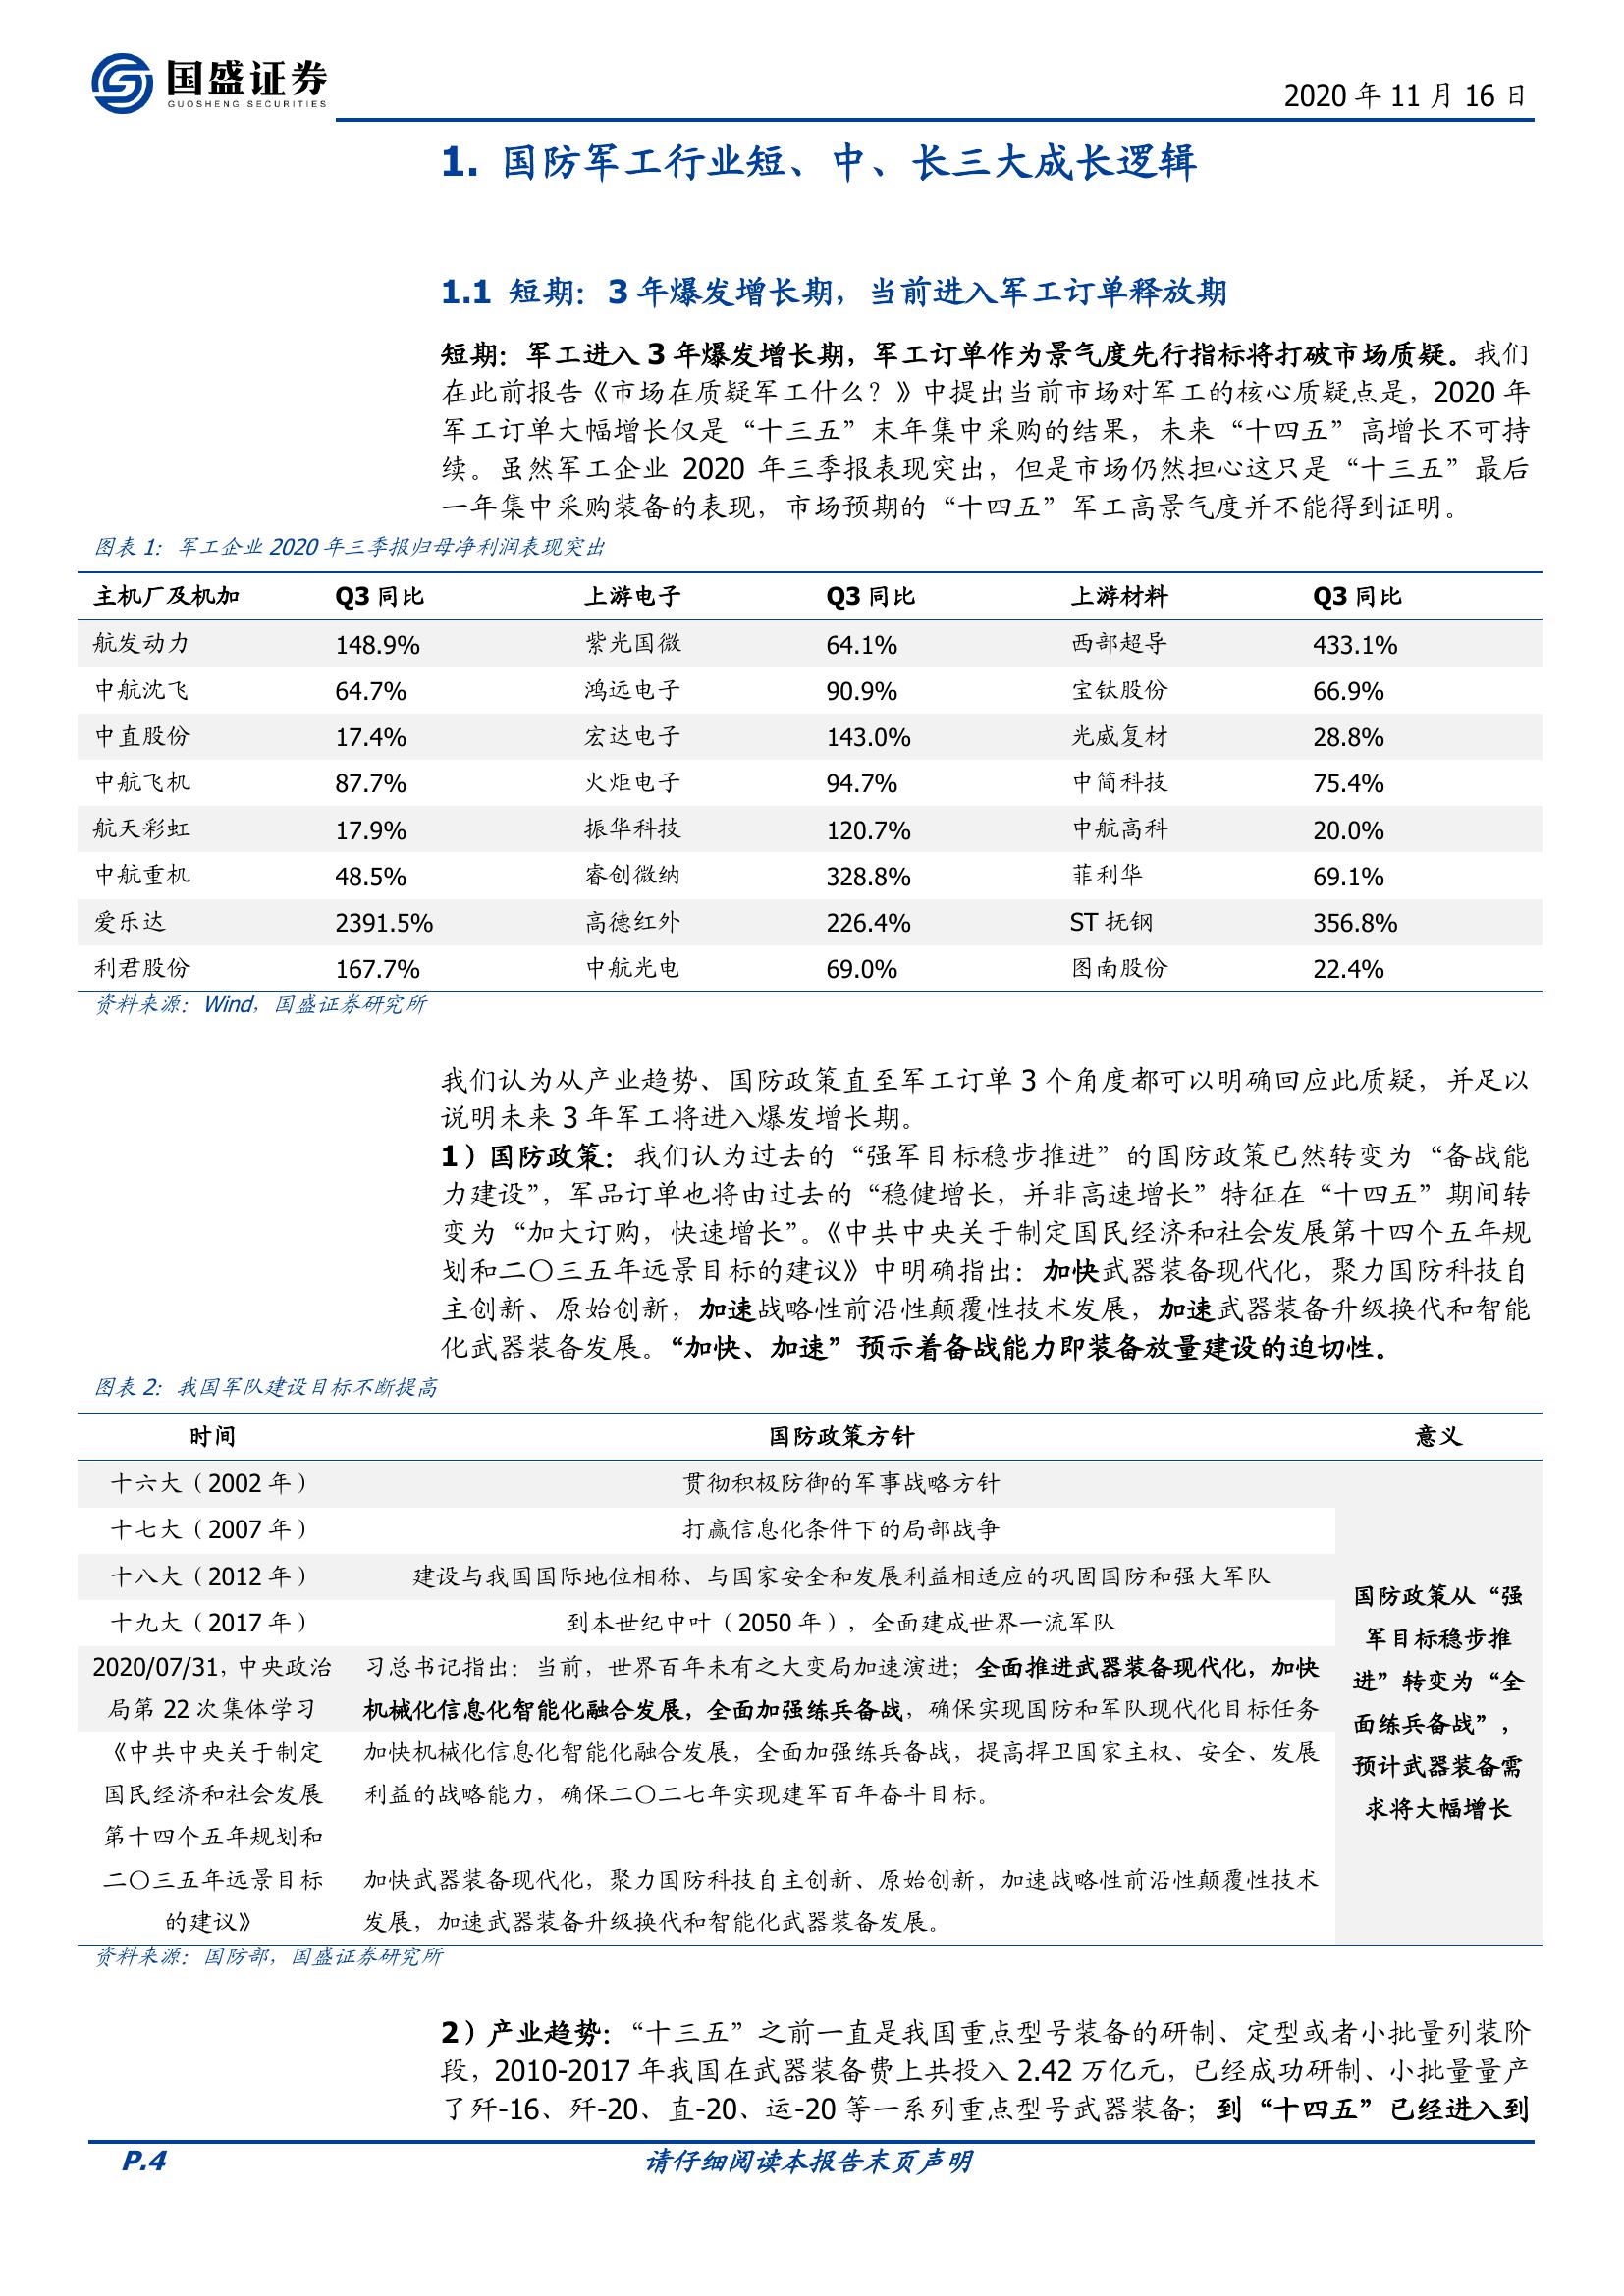 国盛证券
GUOSHENG SECURITIES
2020 年 11 月 16 日
1. 国防军工行业短、中、长三大成长逻辑
1.1 短期：3 年爆发增长期，当前进入军工订单释放期
短期：军工进入 3 年爆发增长期，军工订单作为景气度先行指标将打破市场质疑。我们
在此前报告《市场在质疑军工什么？》中提出当前市场对军工的核心质疑点是，2020 年
军工订单大幅增长仅是“十三五”末年集中采购的结果，未来“十四五”高增长不可持
续。虽然军工企业 2020 年三季报表现突出，但是市场仍然担心这只是“十三五”最后
一年集中采购装备的表现，市场预期的“十四五”军工高景气度并不能得到证明。
图表 1：军工企业 2020 年三季报归母净利润表现突出
主机厂及机加 Q3 同比 上游电子 Q3 同比 上游材料 Q3 同比
航发动力 148.9% 紫光国微 64.1% 西部超导 433.1%
中航沈飞 64.7% 鸿远电子 90.9% 宝钛股份 66.9%
中直股份 17.4% 宏达电子 143.0% 光威复材 28.8%
中航飞机 87.7% 火炬电子 94.7% 中简科技 75.4%
航天彩虹 17.9% 振华科技 120.7% 中航高科 20.0%
中航重机 48.5% 睿创微纳 328.8% 菲利华 69.1%
爱乐达 2391.5% 高德红外 226.4% ST 抚钢 356.8%
利君股份 167.7% 中航光电 69.0% 图南股份 22.4%
资料来源：Wind，国盛证券研究所
我们认为从产业趋势、国防政策直至军工订单 3 个角度都可以明确回应此质疑，并足以
说明未来 3 年军工将进入爆发增长期。
1）国防政策：我们认为过去的“强军目标稳步推进”的国防政策已然转变为“备战能
力建设”，军品订单也将由过去的“稳健增长，并非高速增长”特征在“十四五”期间转
变为“加大订购，快速增长”。《中共中央关于制定国民经济和社会发展第十四个五年规
划和二〇三五年远景目标的建议》中明确指出：加快武器装备现代化，聚力国防科技自
主创新、原始创新，加速战略性前沿性颠覆性技术发展，加速武器装备升级换代和智能
化武器装备发展。“加快、加速”预示着备战能力即装备放量建设的迫切性。
图表 2：我国军队建设目标不断提高
时间 国防政策方针 意义
十六大（2002 年） 贯彻积极防御的军事战略方针
十七大（2007 年） 打赢信息化条件下的局部战争
十八大（2012 年） 建设与我国国际地位相称、与国家安全和发展利益相适应的巩固国防和强大军队
十九大（2017 年） 到本世纪中叶（2050 年），全面建成世界一流军队
2020/07/31，中央政治
局第 22 次集体学习
习总书记指出：当前，世界百年未有之大变局加速演进；全面推进武器装备现代化，加快
机械化信息化智能化融合发展，全面加强练兵备战，确保实现国防和军队现代化目标任务
《中共中央关于制定
国民经济和社会发展
第十四个五年规划和
二〇三五年远景目标
的建议》
加快机械化信息化智能化融合发展，全面加强练兵备战，提高捍卫国家主权、安全、发展
利益的战略能力，确保二〇二七年实现建军百年奋斗目标。
加快武器装备现代化，聚力国防科技自主创新、原始创新，加速战略性前沿性颠覆性技术
发展，加速武器装备升级换代和智能化武器装备发展。
国防政策从“强
军目标稳步推
进”转变为“全
面练兵备战”，
预计武器装备需
求将大幅增长
资料来源：国防部，国盛证券研究所
2）产业趋势：“十三五”之前一直是我国重点型号装备的研制、定型或者小批量列装阶
段，2010-2017 年我国在武器装备费上共投入 2.42 万亿元，已经成功研制、小批量量产
了歼-16、歼-20、直-20、运-20 等一系列重点型号武器装备；到“十四五”已经进入到
P.4
请仔细阅读本报告末页声明